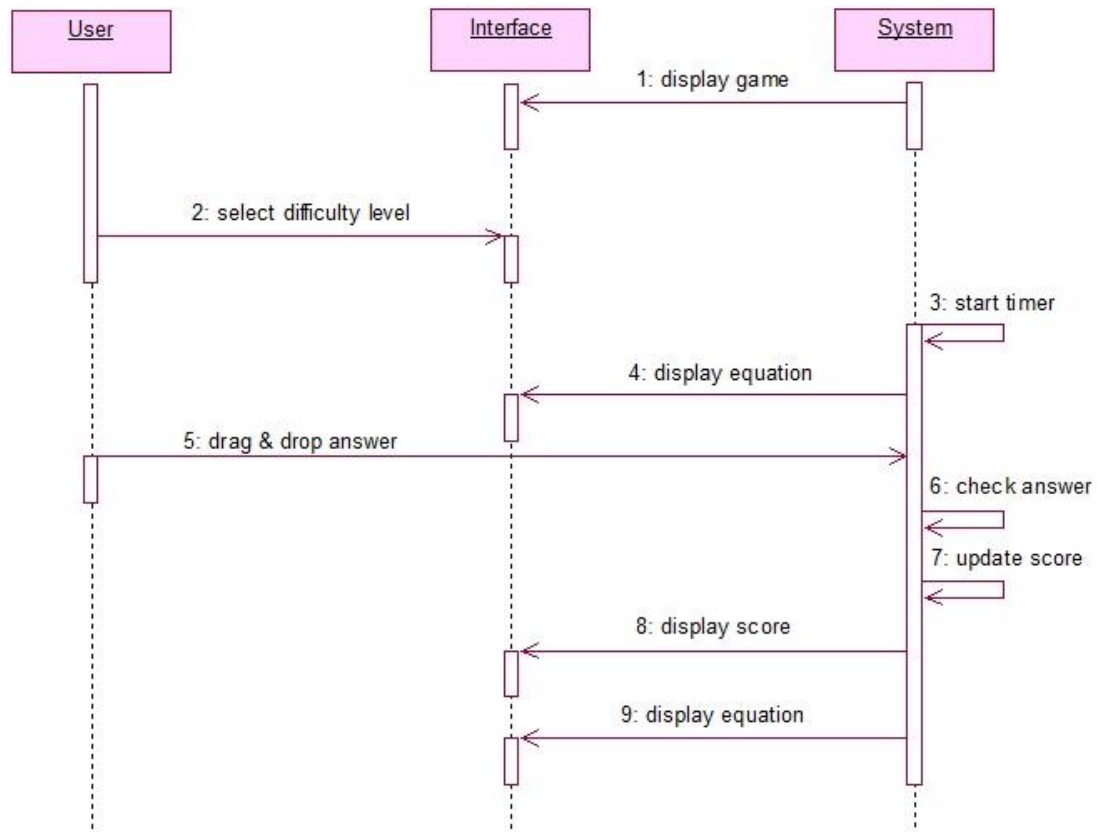 User
Interface
System
1: display game
2: select difficulty level
3: start timer
4: display equation
5: drag & drop answer
6: check answer
7: update score
8: display score
9: display equation